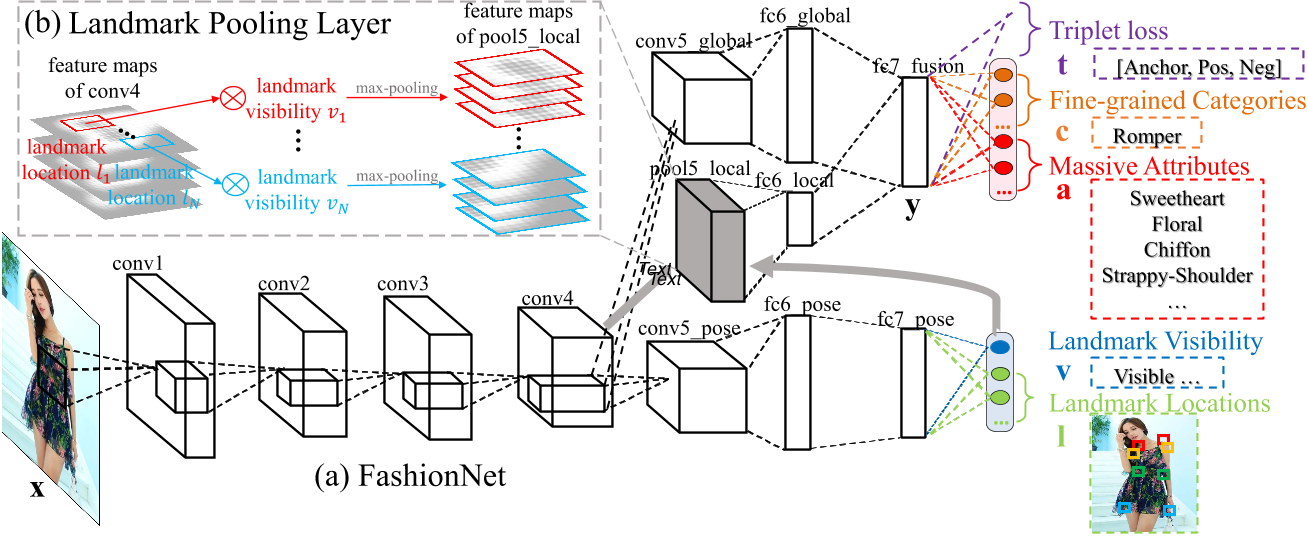 (b) Landmark Pooling Layer
feature maps
of conv4
landmark
location l₁
landmark
location l_N
landmark
visibility v₁
max-pooling
landmark
visibility v_N
max-pooling
feature maps
of pool5_local
conv5_global
fc6_global
fc7_fusion
pool5_local
fc6_local
y
Text
Text
conv1
conv2
conv3
conv4
conv5_pose
fc6_pose
fc7_pose
x
(a) FashionNet
Triplet loss
t
[Anchor, Pos, Neg]
Fine-grained Categories
c
Romper
Massive Attributes
a
Sweetheart
Floral
Chiffon
Strappy-Shoulder
...
Landmark Visibility
v
Visible ...
Landmark Locations
l